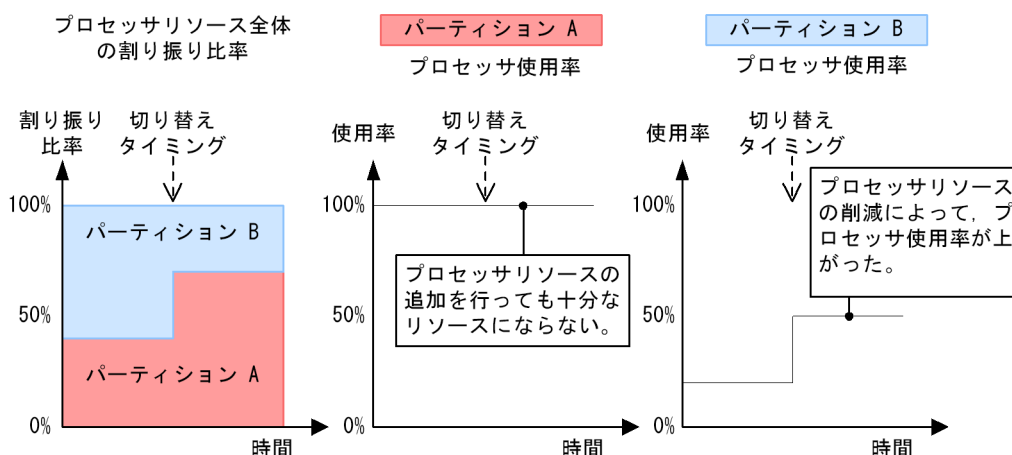 プロセッサリソース全体
の割り振り比率
割り振り
比率
切り替え
タイミング
100%
50%
0%
パーティション B
パーティション A
時間
パーティション A
プロセッサ使用率
使用率
切り替え
タイミング
100%
50%
0%
プロセッサリソースの
追加を行っても十分な
リソースにならない。
時間
パーティション B
プロセッサ使用率
使用率
切り替え
タイミング
100%
50%
0%
プロセッサリソース
の削減によって，プ
ロセッサ使用率が上
がった。
時間